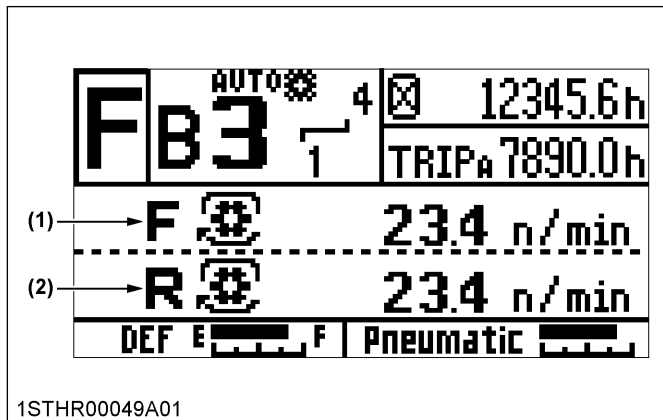 AUTO
F B3 1 4 12345.6h
TRIPA 7890.0h
(1) F 23.4 n/min
(2) R 23.4 n/min
DEF E F Pneumatic
1STHR00049A01